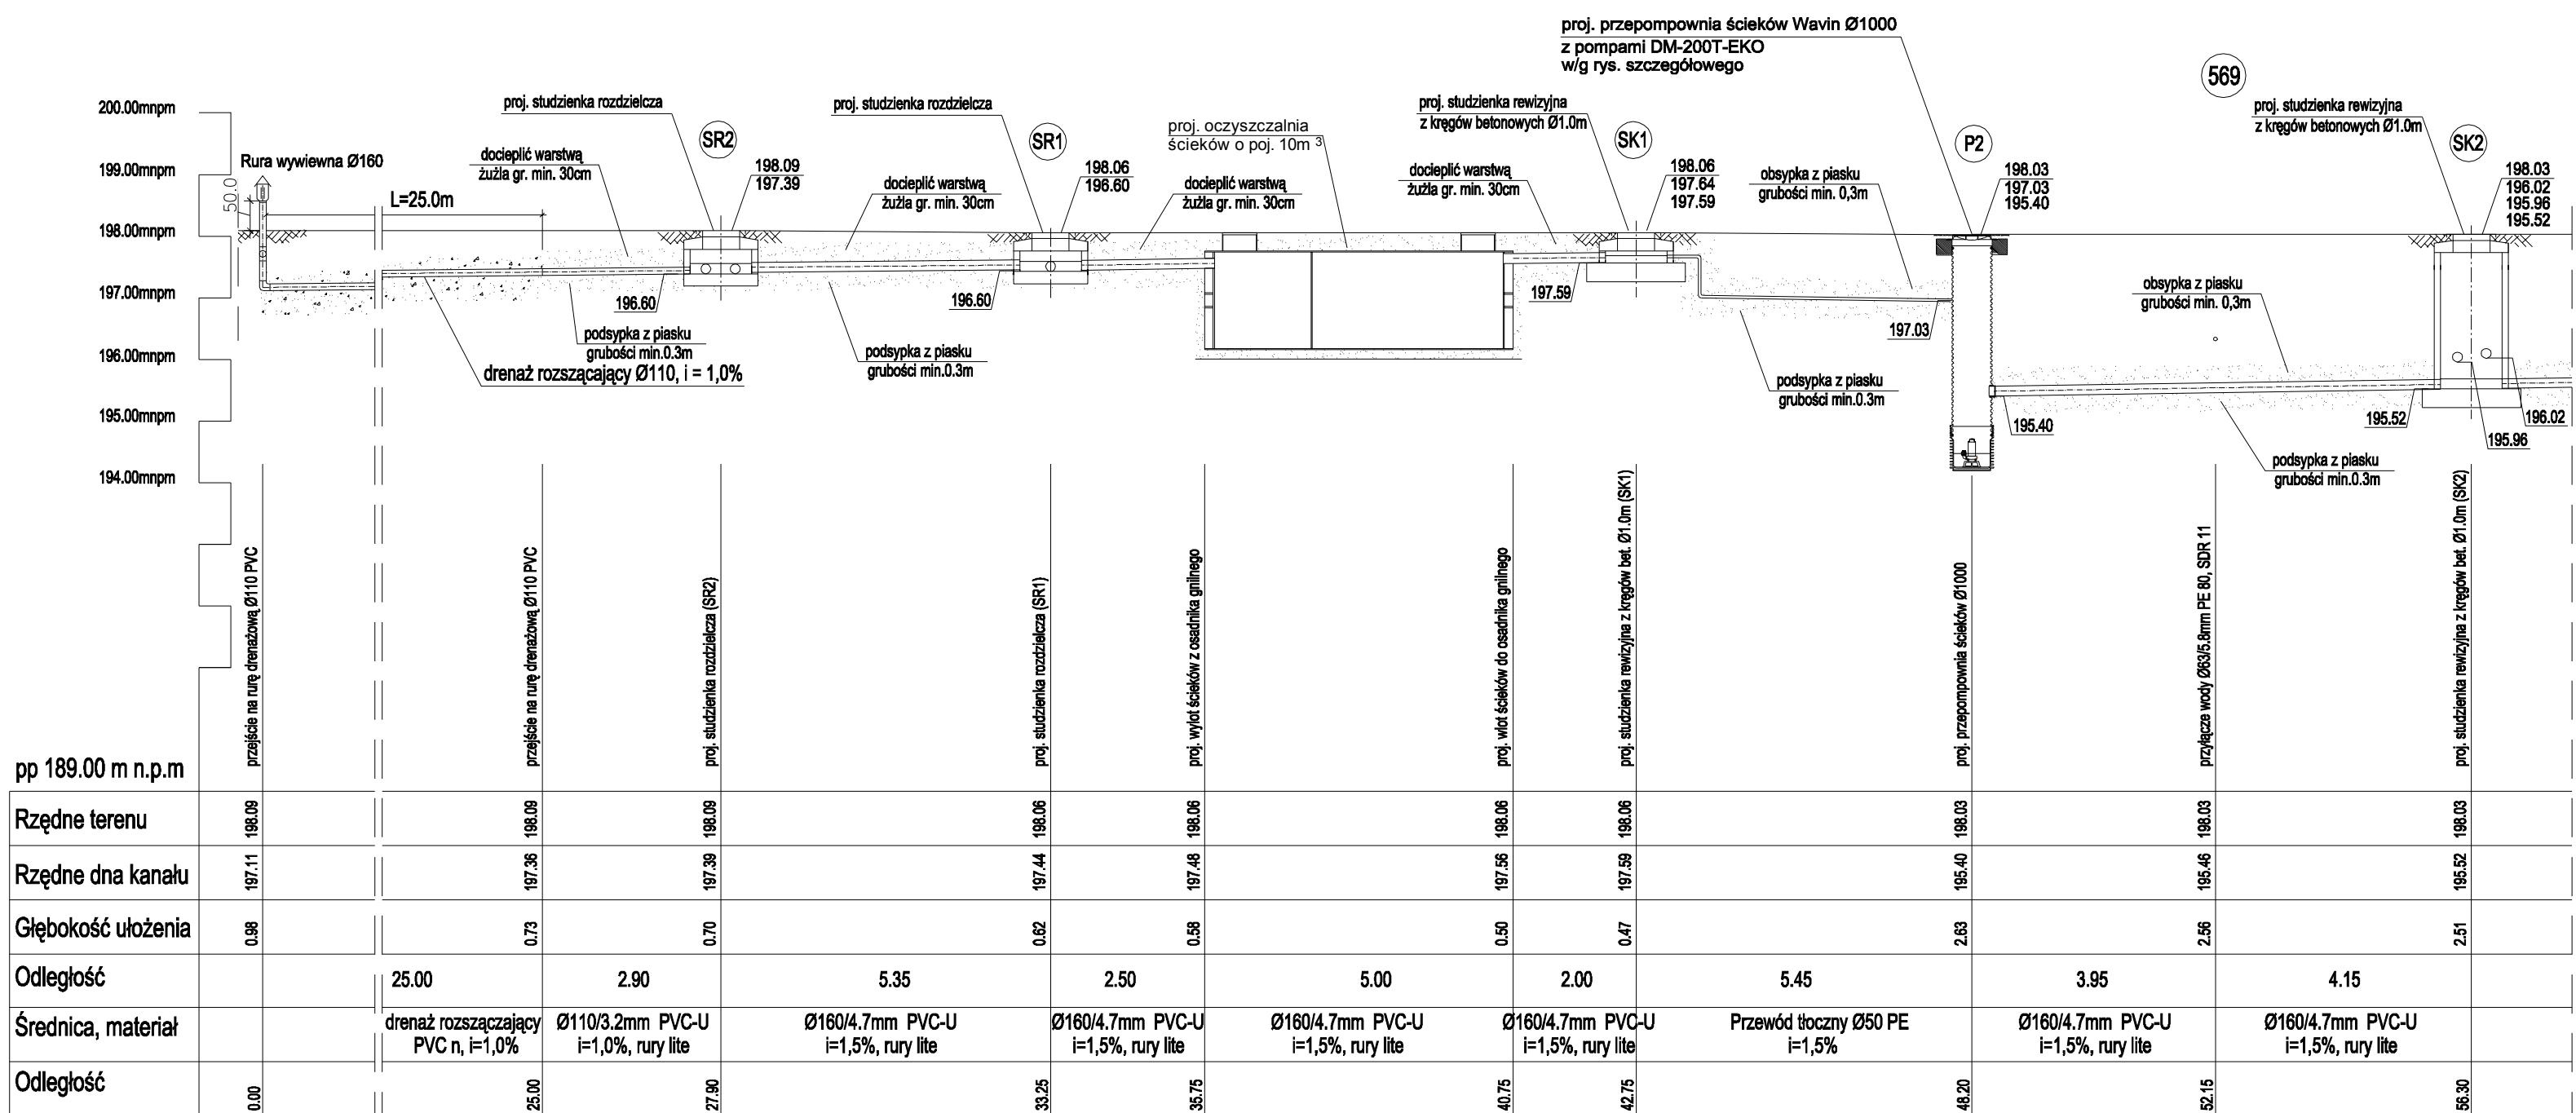 proj. przepompownia ścieków Wavin Ø1000
z pompami DM-200T-EKO
w/g rys. szczegółowego
569
200.00mnpm
199.00mnpm
198.00mnpm
197.00mnpm
196.00mnpm
195.00mnpm
194.00mnpm
Rura wywiewna Ø160
50.0
L=25.0m
proj. studzienka rozdzielcza
SR2
198.09
197.39
docieplić warstwą
żużla gr. min. 30cm
196.60
podsypka z piasku
grubości min.0.3m
drenaż rozszącający Ø110, i = 1,0%
proj. studzienka rozdzielcza
SR1
198.06
196.60
docieplić warstwą
żużla gr. min. 30cm
196.60
podsypka z piasku
grubości min.0.3m
proj. oczyszczalnia
ścieków o poj. 10m 3
docieplić warstwą
żużla gr. min. 30cm
proj. studzienka rewizyjna
z kręgów betonowych Ø1.0m
SK1
198.06
197.64
197.59
docieplić warstwą
żużla gr. min. 30cm
197.59
obsypka z piasku
grubości min. 0,3m
P2
198.03
197.03
195.40
197.03
podsypka z piasku
grubości min.0.3m
195.40
proj. studzienka rewizyjna
z kręgów betonowych Ø1.0m
SK2
198.03
196.02
195.96
195.52
obsypka z piasku
grubości min. 0,3m
195.52
196.02
195.96
podsypka z piasku
grubości min.0.3m
przejście na rurę drenażową Ø110 PVC
przejście na rurę drenażową Ø110 PVC
proj. studzienka rozdzielcza (SR2)
proj. studzienka rozdzielcza (SR1)
proj. wylot ścieków z osadnika gnilnego
proj. wlot ścieków do osadnika gnilnego
proj. studzienka rewizyjna z kręgów bet. Ø1.0m (SK1)
proj. przepompownia ścieków Ø1000
przyłącze wody Ø63/5.8mm PE 80, SDR 11
proj. studzienka rewizyjna z kręgów bet. Ø1.0m (SK2)
pp 189.00 m n.p.m
Rzędne terenu 198.09 198.09 198.09 198.06 198.06 198.06 198.06 198.03 198.03 198.03
Rzędne dna kanału 197.11 197.36 197.39 197.44 197.48 197.56 197.59 195.40 195.46 195.52
Głębokość ułożenia 0.98 0.73 0.70 0.62 0.58 0.50 0.47 2.63 2.56 2.51
Odległość 25.00 2.90 5.35 2.50 5.00 2.00 5.45 3.95 4.15
Średnica, materiał
drenaż rozsączający
PVC n, i=1,0%
Ø110/3.2mm PVC-U
i=1,0%, rury lite
Ø160/4.7mm PVC-U
i=1,5%, rury lite
Ø160/4.7mm PVC-U
i=1,5%, rury lite
Ø160/4.7mm PVC-U
i=1,5%, rury lite
Ø160/4.7mm PVC-U
i=1,5%, rury lite
Przewód tłoczny Ø50 PE
i=1,5%
Ø160/4.7mm PVC-U
i=1,5%, rury lite
Ø160/4.7mm PVC-U
i=1,5%, rury lite
Odległość 0.00 25.00 27.90 33.25 35.75 40.75 42.75 48.20 52.15 56.30